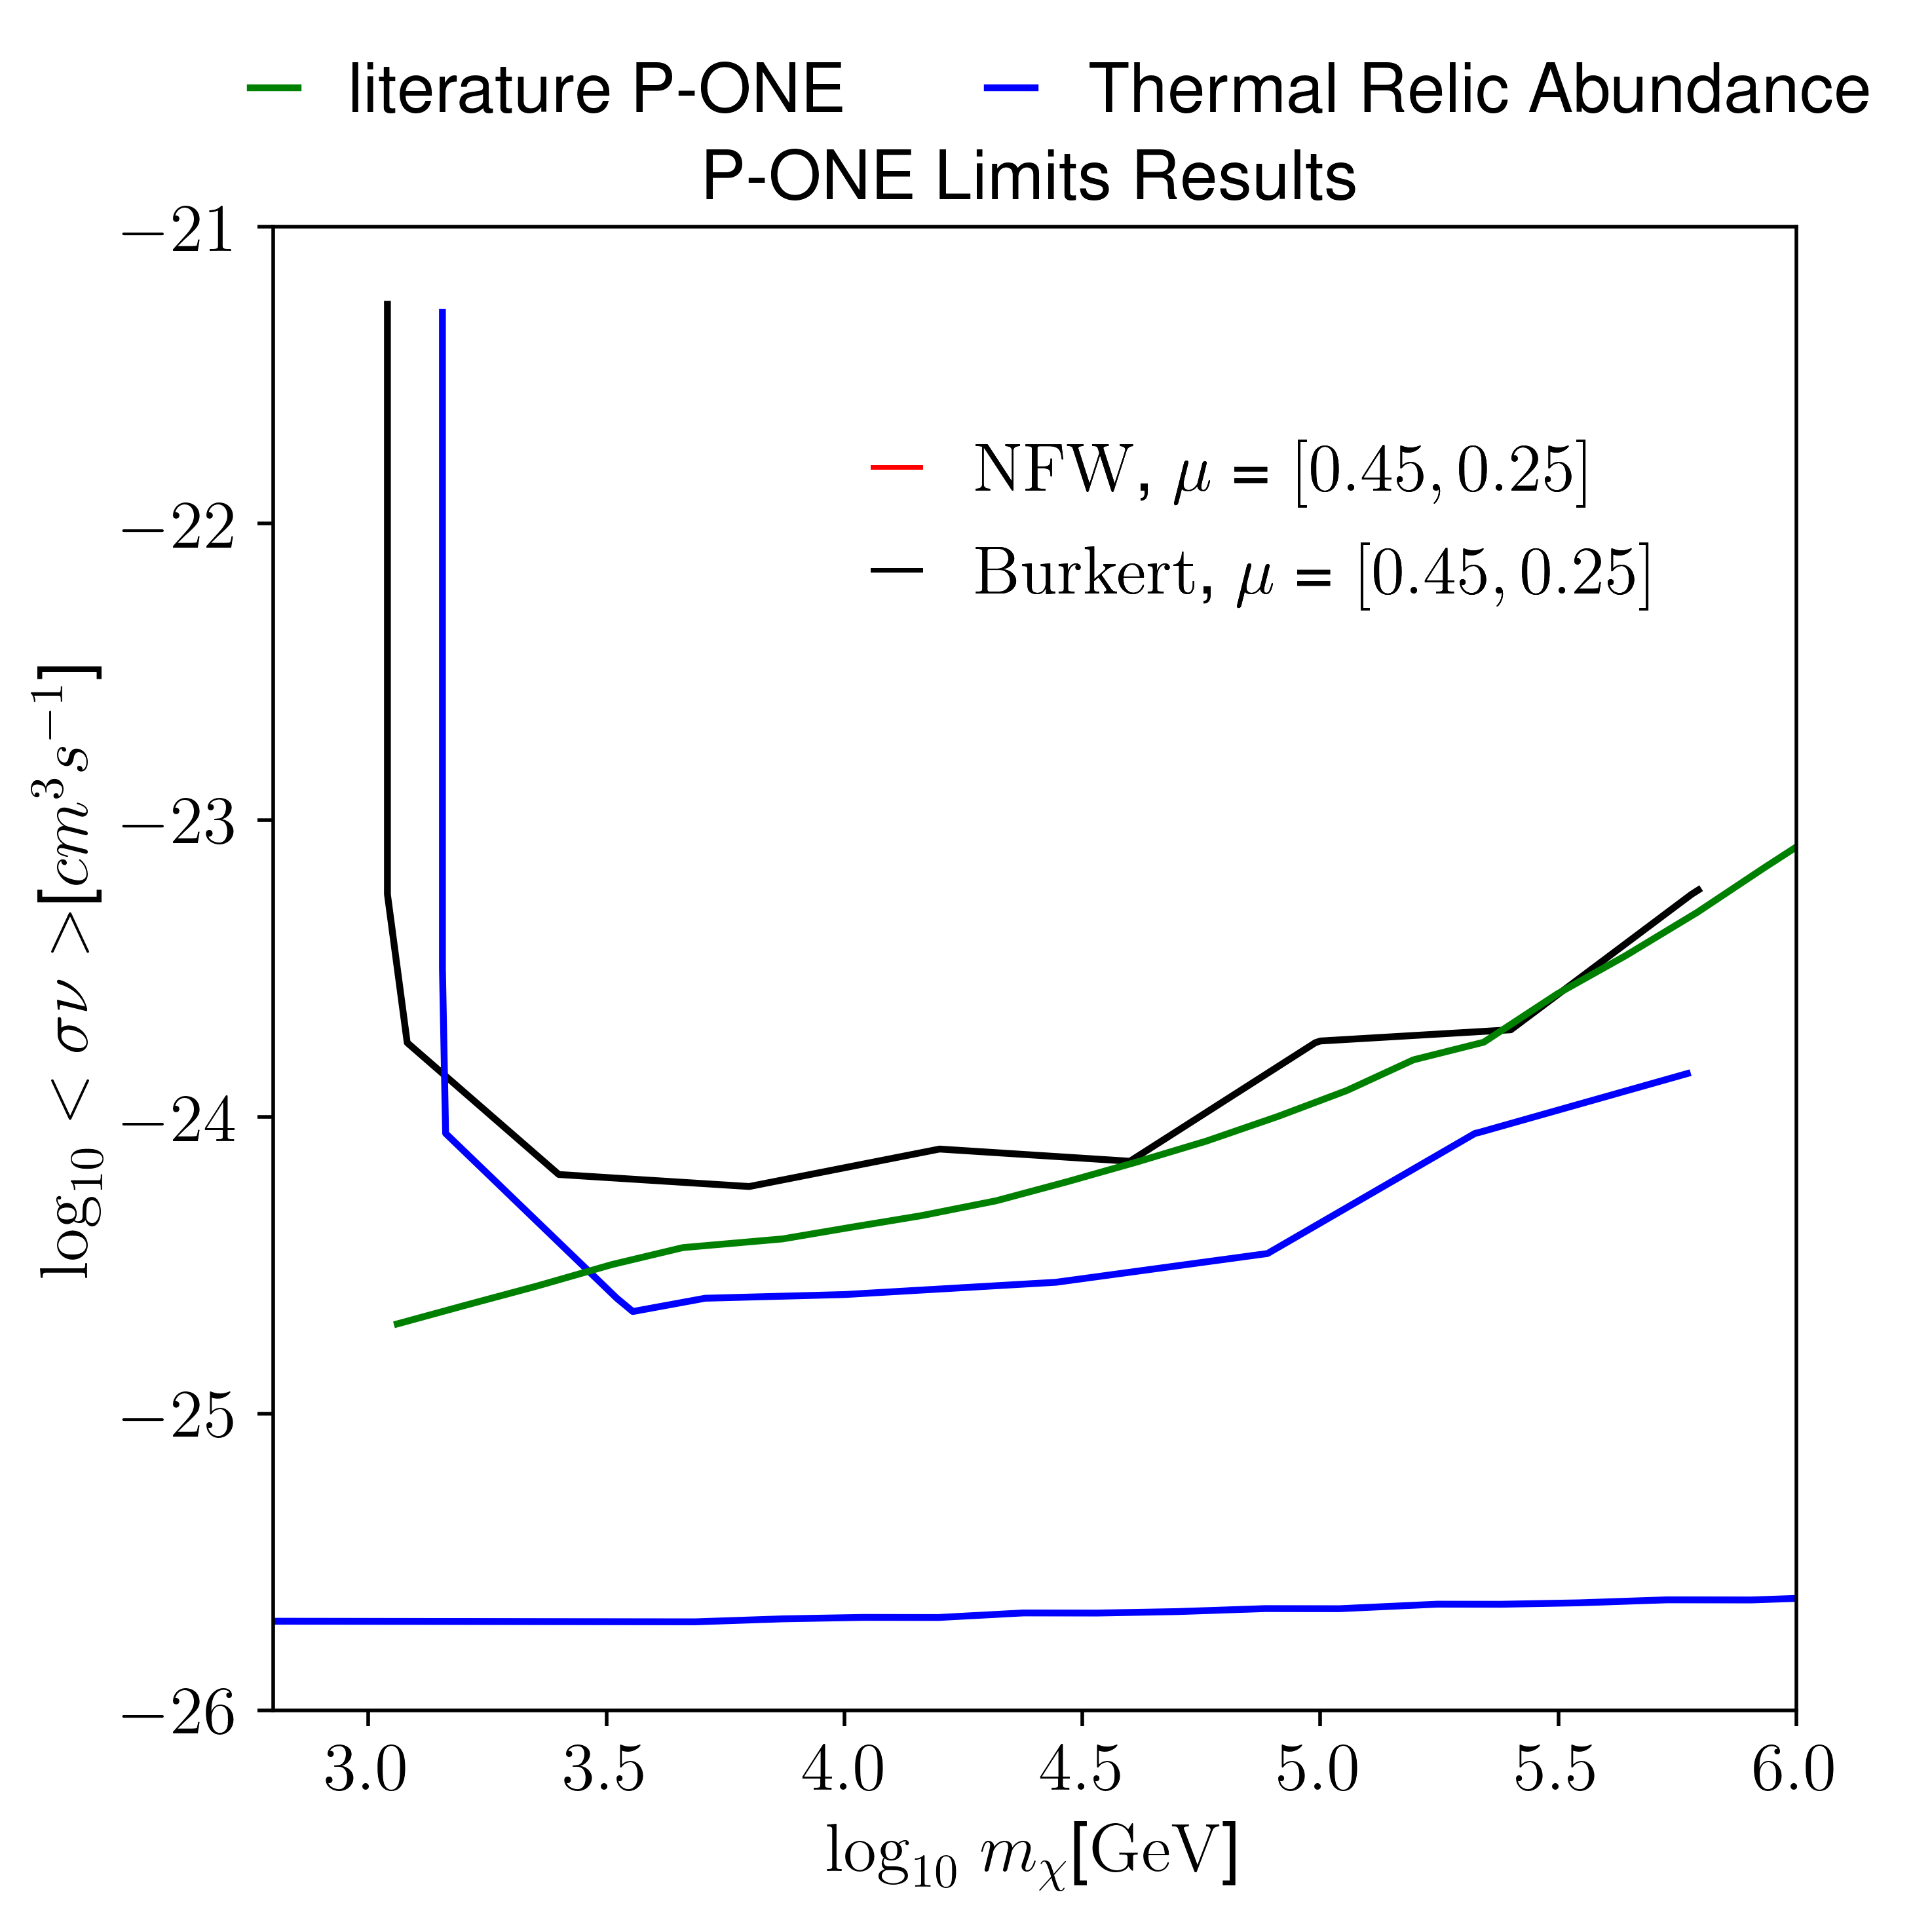 literature P-ONE Thermal Relic Abundance
P-ONE Limits Results
−21
−22
−23
−24
−25
−26
log₁₀ < σν >[cm³s⁻¹]
NFW, μ = [0.45, 0.25]
Burkert, μ = [0.45, 0.25]
3.0 3.5 4.0 4.5 5.0 5.5 6.0
log₁₀ mᵪ[GeV]